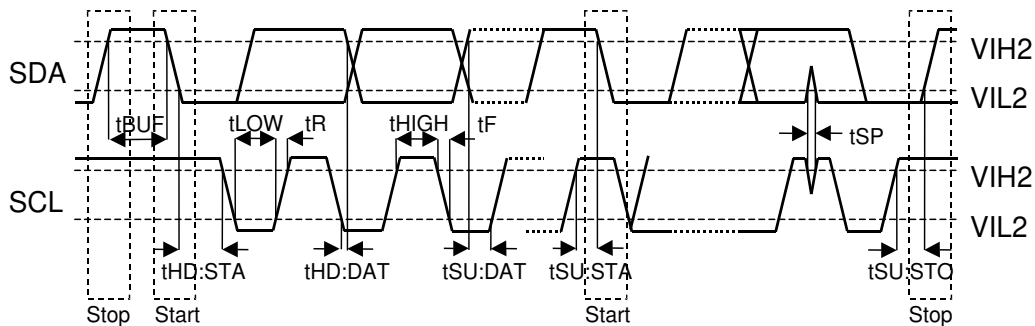 VIH2
SDA
VIL2
tBUF tLOW tR tHIGH tF
tSP
VIH2
SCL
VIL2
tHD:STA tHD:DAT tSU:DAT tSU:STA tSU:STO
Stop Start Start Stop